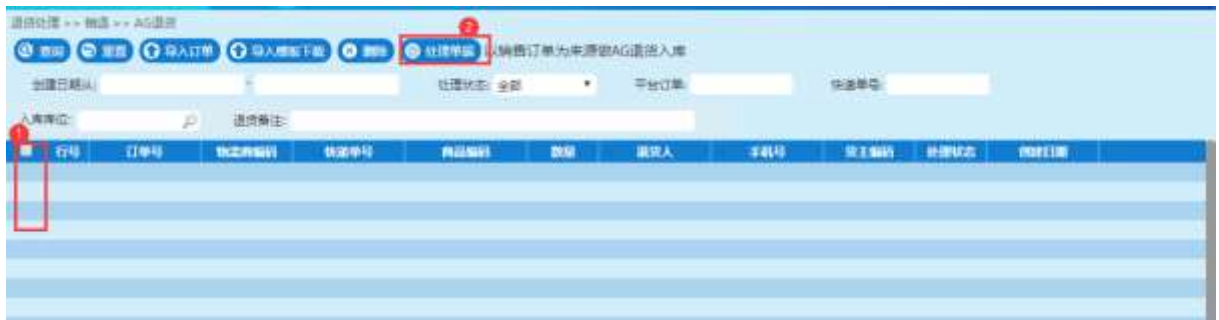 退货处理 >> 销退 >> AG退货
2
查询 重置 导入订单 导入模板下载 删除 处理单据 以销售订单为来源做AG退货入库
创建日期从: - 处理状态: 全部 平台订单: 快递单号:
入库库位: 退货备注:
1
行号 订单号 物流商编码 快递单号 商品编码 数量 退货人 手机号 货主编码 处理状态 创建日期